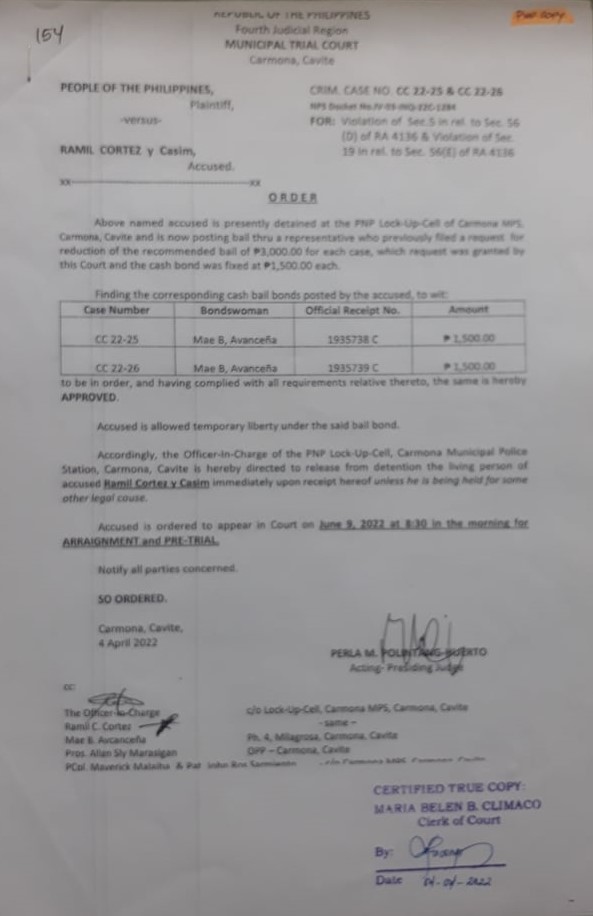 154
PNP Copy
REPUBLIC OF THE PHILIPPINES
Fourth Judicial Region
MUNICIPAL TRIAL COURT
Carmona, Cavite
PEOPLE OF THE PHILIPPINES,
Plaintiff,
-versus-
RAMIL CORTEZ y Casim,
Accused.
xx-----------------------------------xx
CRIM. CASE NO. CC 22-25 & CC 22-26
NPS Docket No.
FOR: Violation of Sec.5 in rel. to Sec. 56
(D) of RA 4136 & Violation of Sec.
19 in rel. to Sec. 56(E) of RA 4136
ORDER
Above named accused is presently detained at the PNP Lock-Up-Cell of Carmona MPS,
Carmona, Cavite and is now posting bail thru a representative who previously filed a request for
reduction of the recommended bail of ₱3,000.00 for each case, which request was granted by
this Court and the cash bond was fixed at ₱1,500.00 each.
Finding the corresponding cash bail bonds posted by the accused, to wit:
Case Number Bondswoman Official Receipt No. Amount
CC 22-25 Mae B, Avanceña 1935738 C ₱ 1,500.00
CC 22-26 Mae B, Avanceña 1935739 C ₱ 1,500.00
to be in order, and having complied with all requirements relative thereto, the same is hereby
APPROVED.
Accused is allowed temporary liberty under the said bail bond.
Accordingly, the Officer-In-Charge of the PNP Lock-Up-Cell, Carmona Municipal Police
Station, Carmona, Cavite is hereby directed to release from detention the living person of
accused Ramil Cortez y Casim immediately upon receipt hereof unless he is being held for some
other legal cause.
Accused is ordered to appear in Court on June 9, 2022 at 8:30 in the morning for
ARRAIGNMENT and PRE-TRIAL.
Notify all parties concerned.
SO ORDERED.
Carmona, Cavite,
4 April 2022
PERLA M.
Acting- Presiding Judge
cc:
The Officer-In-Charge c/o Lock-Up-Cell, Carmona MPS, Carmona, Cavite
Ramil C. Cortes - same -
Mae B. Avcanceña Ph. 4, Milagrosa, Carmona, Cavite
Pros. Allan Sly Marasigan OPP – Carmona, Cavite
PCpl. Maverick & Pat John Ros Sarmiento -c/o Carmona MPS, Carmona, Cavite
CERTIFIED TRUE COPY:
MARIA BELEN B. CLIMACO
Clerk of Court
By:
Date 04-04-2022